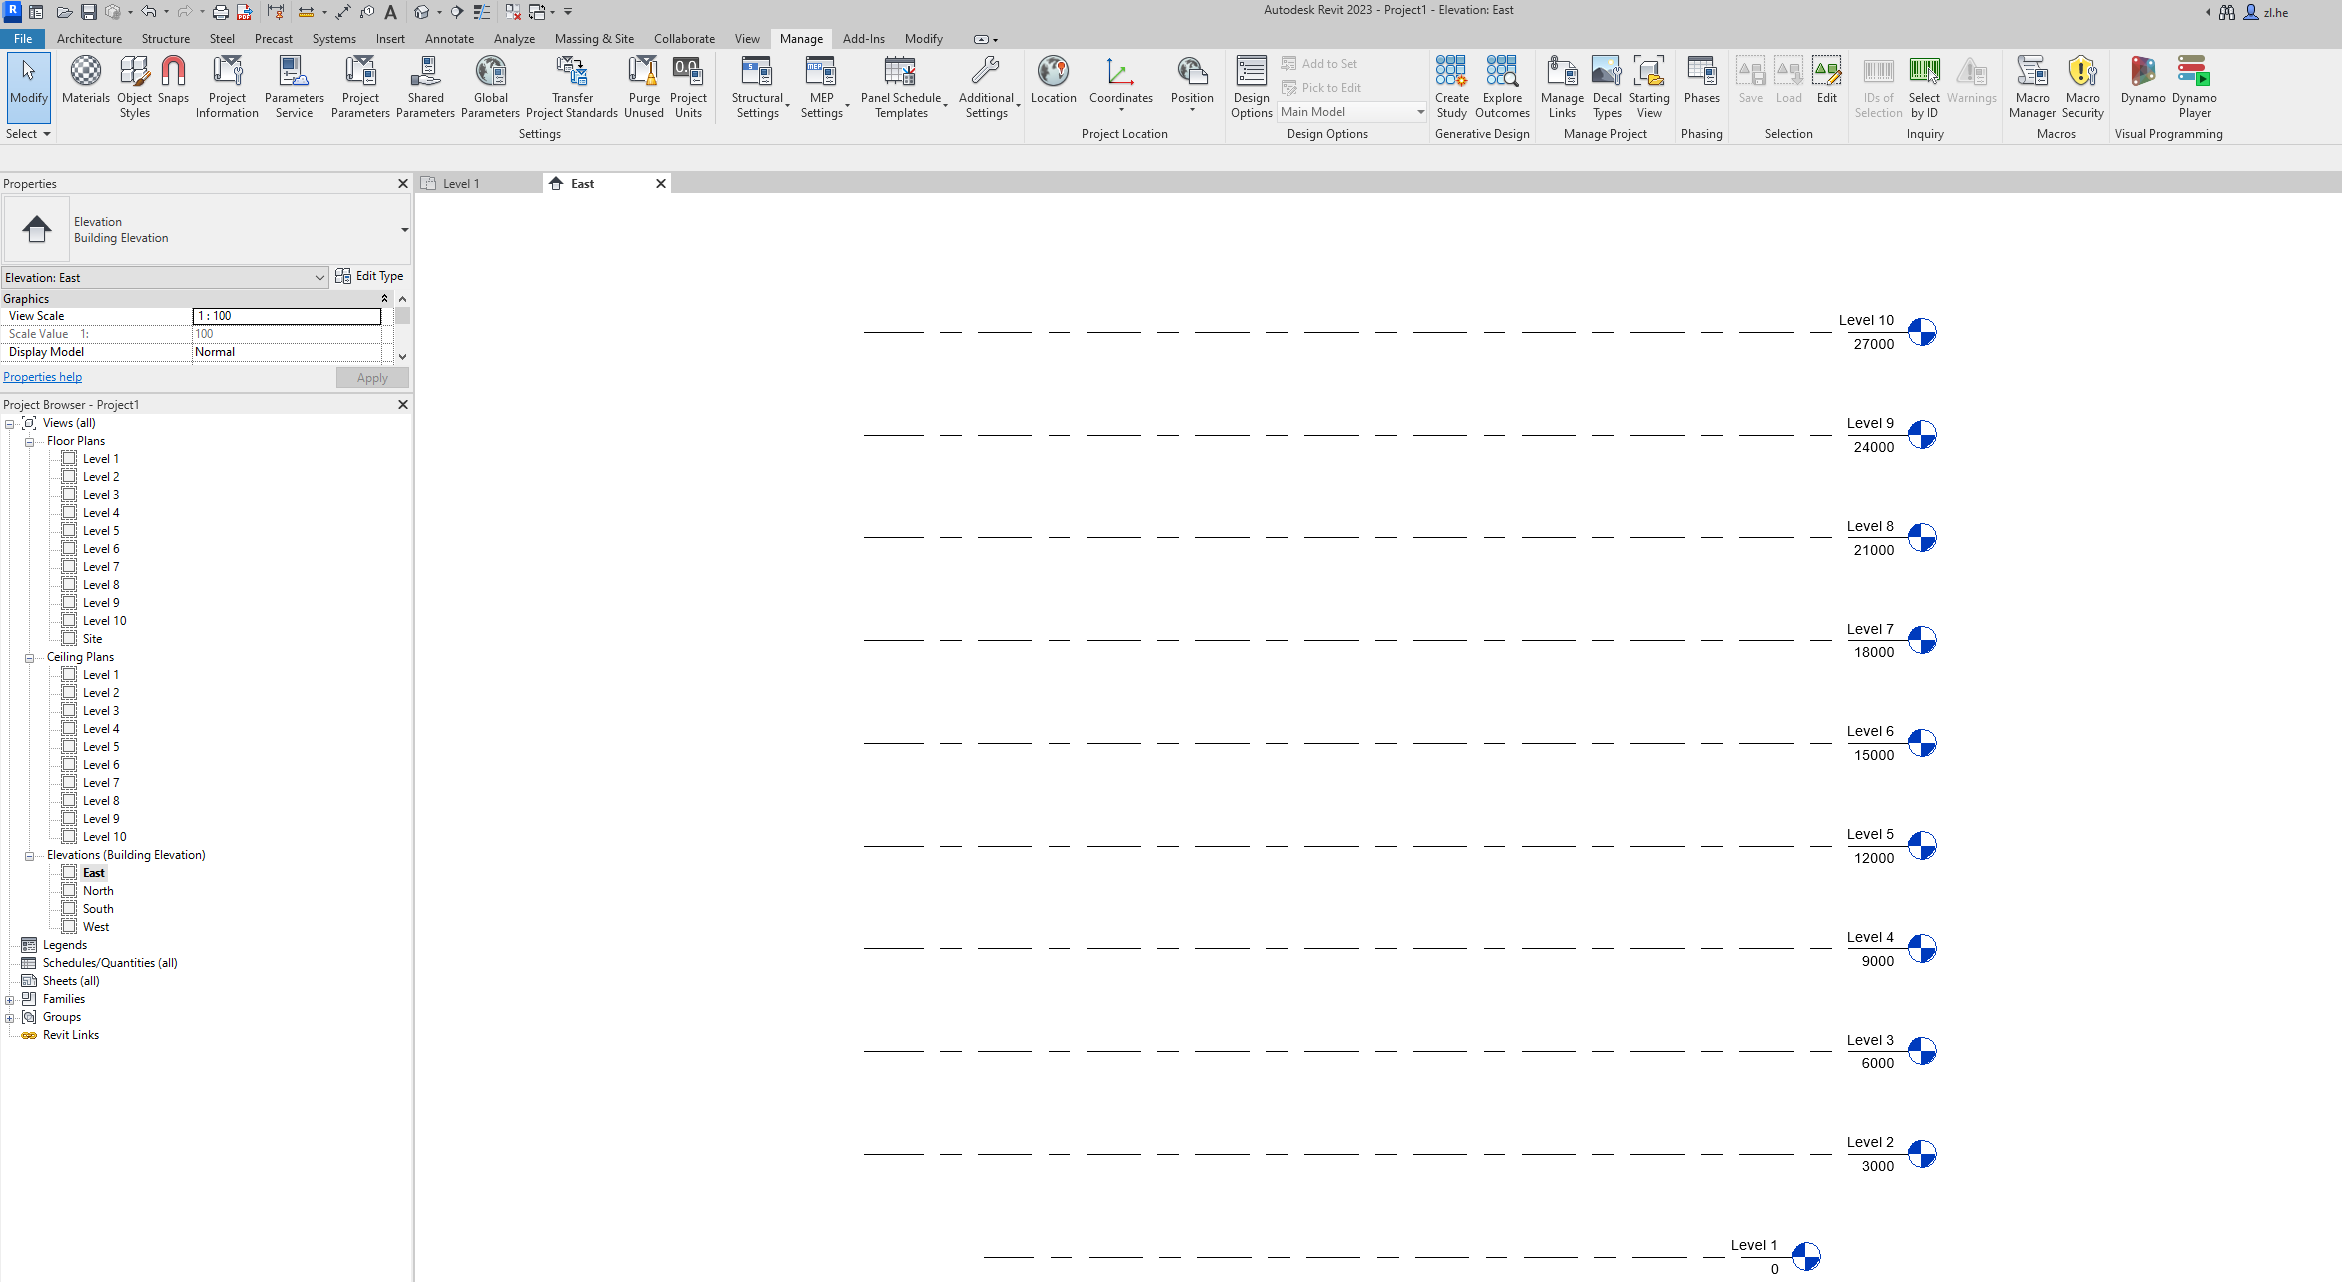 Autodesk Revit 2023 - Project1 - Elevation: East
zl.he
File Architecture Structure Steel Precast Systems Insert Annotate Analyze Massing & Site Collaborate View Manage Add-Ins Modify
Modify
Materials
Object Styles
Snaps
Project Information
Parameters Service
Project Parameters
Shared Parameters
Global Parameters
Transfer Project Standards
Purge Unused
Project Units
Structural Settings
MEP Settings
Panel Schedule Templates
Additional Settings
Location
Coordinates
Position
Design Options
Add to Set
Pick to Edit
Main Model
Create Study
Explore Outcomes
Manage Links
Decal Types
Starting View
Phases
Save
Load
Edit
IDs of Selection
Select by ID
Warnings
Macro Manager
Macro Security
Dynamo
Dynamo Player
Select Settings Project Location Design Options Generative Design Manage Project Phasing Selection Inquiry Macros Visual Programming
Properties
Elevation
Building Elevation
Elevation: East
Edit Type
Graphics
View Scale 1 : 100
Scale Value 1: 100
Display Model Normal
Properties help
Apply
Project Browser - Project1
Views (all)
Floor Plans
Level 1
Level 2
Level 3
Level 4
Level 5
Level 6
Level 7
Level 8
Level 9
Level 10
Site
Ceiling Plans
Level 1
Level 2
Level 3
Level 4
Level 5
Level 6
Level 7
Level 8
Level 9
Level 10
Elevations (Building Elevation)
East
North
South
West
Legends
Schedules/Quantities (all)
Sheets (all)
Families
Groups
Revit Links
Level 1
East
Level 10
27000
Level 9
24000
Level 8
21000
Level 7
18000
Level 6
15000
Level 5
12000
Level 4
9000
Level 3
6000
Level 2
3000
Level 1
0